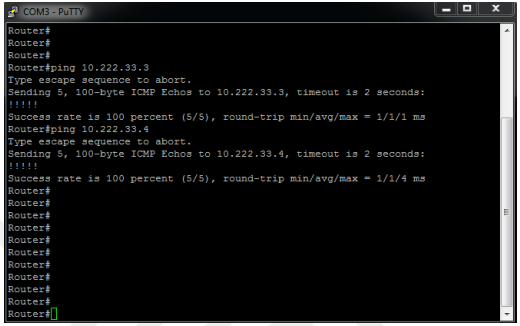 COM3 - PuTTY
Router#
Router#
Router#
Router#ping 10.222.33.3
Type escape sequence to abort.
Sending 5, 100-byte ICMP Echos to 10.222.33.3, timeout is 2 seconds:
!!!!!
Success rate is 100 percent (5/5), round-trip min/avg/max = 1/1/1 ms
Router#ping 10.222.33.4
Type escape sequence to abort.
Sending 5, 100-byte ICMP Echos to 10.222.33.4, timeout is 2 seconds:
!!!!!
Success rate is 100 percent (5/5), round-trip min/avg/max = 1/1/4 ms
Router#
Router#
Router#
Router#
Router#
Router#
Router#
Router#
Router#
Router#
Router#